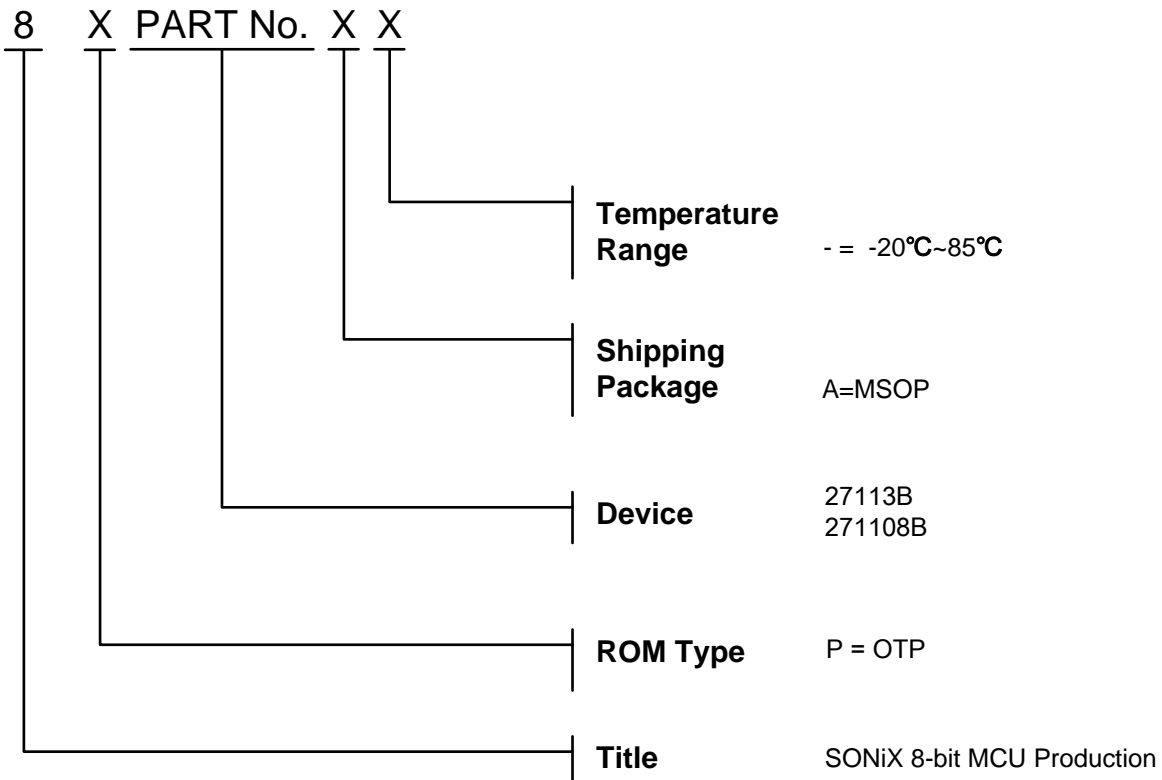 8 X PART No. X X
Temperature
Range - = -20℃~85℃
Shipping
Package A=MSOP
27113B
Device
271108B
ROM Type P = OTP
Title SONiX 8-bit MCU Production